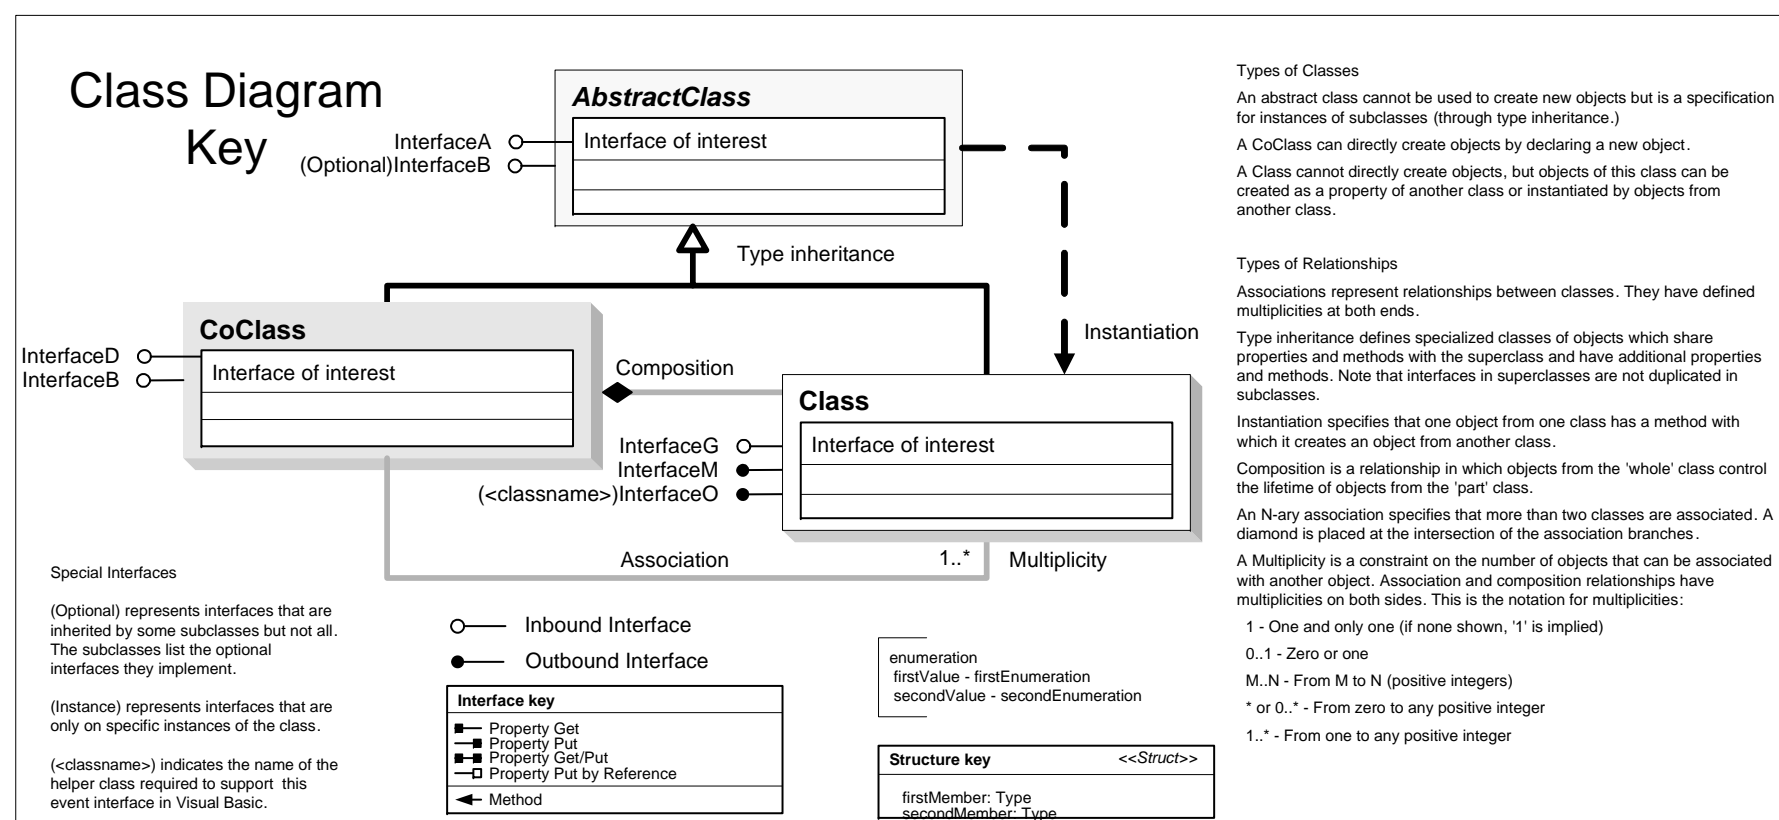 Class Diagram
Key
AbstractClass
Interface of interest
InterfaceA
(Optional)InterfaceB
Type inheritance
CoClass
Interface of interest
InterfaceD
InterfaceB
Composition
Instantiation
Class
Interface of interest
InterfaceG
InterfaceM
(<classname>)InterfaceO
Association
1..*
Multiplicity
Special Interfaces
(Optional) represents interfaces that are
inherited by some subclasses but not all.
The subclasses list the optional
interfaces they implement.
(Instance) represents interfaces that are
only on specific instances of the class.
(<classname>) indicates the name of the
helper class required to support this
event interface in Visual Basic.
Inbound Interface
Outbound Interface
Interface key
Property Get
Property Put
Property Get/Put
Property Put by Reference
Method
enumeration
firstValue - firstEnumeration
secondValue - secondEnumeration
Structure key <<Struct>>
firstMember: Type
secondMember: Type
Types of Classes
An abstract class cannot be used to create new objects but is a specification
for instances of subclasses (through type inheritance.)
A CoClass can directly create objects by declaring a new object.
A Class cannot directly create objects, but objects of this class can be
created as a property of another class or instantiated by objects from
another class.
Types of Relationships
Associations represent relationships between classes. They have defined
multiplicities at both ends.
Type inheritance defines specialized classes of objects which share
properties and methods with the superclass and have additional properties
and methods. Note that interfaces in superclasses are not duplicated in
subclasses.
Instantiation specifies that one object from one class has a method with
which it creates an object from another class.
Composition is a relationship in which objects from the 'whole' class control
the lifetime of objects from the 'part' class.
An N-ary association specifies that more than two classes are associated. A
diamond is placed at the intersection of the association branches.
A Multiplicity is a constraint on the number of objects that can be associated
with another object. Association and composition relationships have
multiplicities on both sides. This is the notation for multiplicities:
1 - One and only one (if none shown, '1' is implied)
0..1 - Zero or one
M..N - From M to N (positive integers)
* or 0..* - From zero to any positive integer
1..* - From one to any positive integer